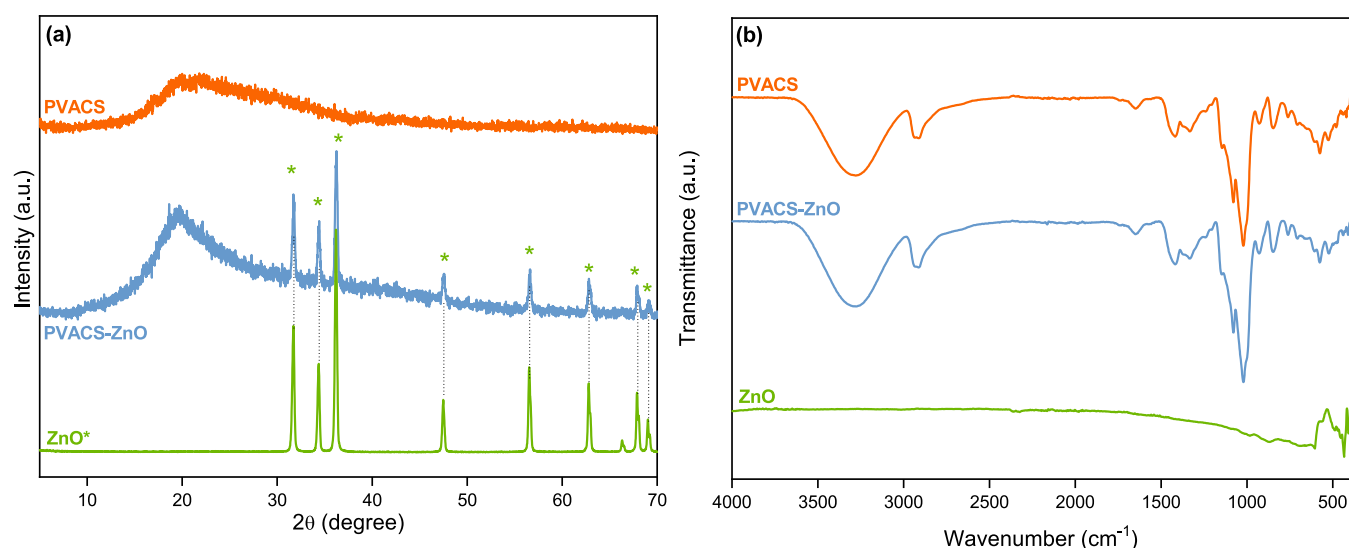 (a)
PVACS
*
*
*
*
*
*
*
*
PVACS-ZnO
ZnO*
Intensity (a.u.)
10 20 30 40 50 60 70
2θ (degree)
(b)
PVACS
PVACS-ZnO
ZnO
Transmittance (a.u.)
4000 3500 3000 2500 2000 1500 1000 500
Wavenumber (cm⁻¹)